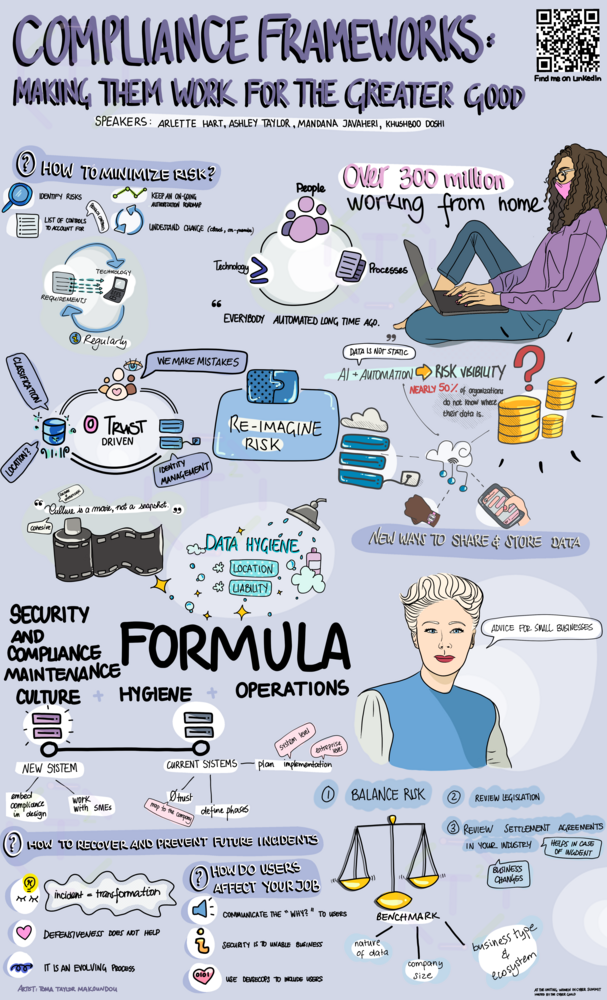 COMPLIANCE FRAMEWORKS:
MAKING THEM WORK FOR THE GREATER GOOD
Find me on LinkedIn
SPEAKERS: ARLETTE HART, ASHLEY TAYLOR, MANDANA JAVAHERI, KHUSHBOO DOSHI
? HOW TO MINIMIZE RISK?
IDENTIFY RISKS
KEEP AN ON-GOING
AUTHORIZATION ROADMAP
LIST OF CONTROLS
TO ACCOUNT FOR
UNDESTAND CHANGE (cloud, on-premise)
TECHNOLOGY
REQUIREMENTS
Regularly
People
Technology
Processes
“
EVERYBODY AUTOMATED LONG TIME AGO.
”
Over 300 million
working from home
DATA IS NOT STATIC
AI + AUTOMATION
RISK VISIBILITY
NEARLY 50% of organizations
do not know where
their data is.
?
CLASSIFICATION
WE MAKE MISTAKES
0 TRUST
DRIVEN
LOCATION?
IDENTITY
MANAGEMENT
RE-IMAGINE
RISK
“ Culture is a movie, not a snapshot. ”
cohesive
DATA HYGIENE
LOCATION
LIABILITY
NEW WAYS TO SHARE & STORE DATA
SECURITY
AND
COMPLIANCE
MAINTENANCE
FORMULA
CULTURE + HYGIENE + OPERATIONS
ADVICE FOR SMALL BUSINESSES
NEW SYSTEM
embed
compliance
in design
work
with SMEs
CURRENT SYSTEMS
plan implementation
system level
enterprise
level
0 trust
map to the company
define phases
1 BALANCE RISK
2 REVIEW LEGISLATION
3 REVIEW SETTLEMENT AGREEMENTS
IN YOUR INDUSTRY
HELPS IN CASE
OF INCIDENT
BUSINESS
CHANGES
BENCHMARK
nature
of data
company
size
business type
&
ecosystem
? HOW TO RECOVER AND PREVENT FUTURE INCIDENTS
incident = transformation
DEFENSIVENESS DOES NOT HELP
IT IS AN EVOLVING PROCESS
? HOW DO USERS
AFFECT YOUR JOB
COMMUNICATE THE "WHY?" TO USERS
SECURITY IS TO UNABLE BUSINESS
USE DEVSECOPS TO INCLUDE USERS